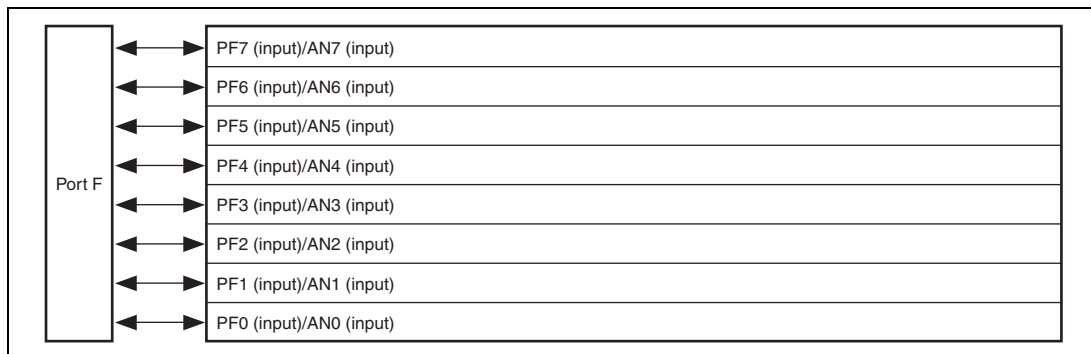 Port F
PF7 (input)/AN7 (input)
PF6 (input)/AN6 (input)
PF5 (input)/AN5 (input)
PF4 (input)/AN4 (input)
PF3 (input)/AN3 (input)
PF2 (input)/AN2 (input)
PF1 (input)/AN1 (input)
PF0 (input)/AN0 (input)